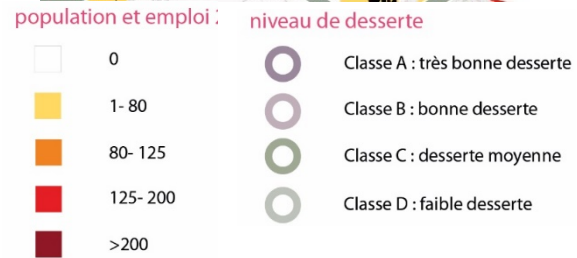 population et emploi
0
1- 80
80- 125
125- 200
>200
niveau de desserte
Classe A : très bonne desserte
Classe B : bonne desserte
Classe C : desserte moyenne
Classe D : faible desserte